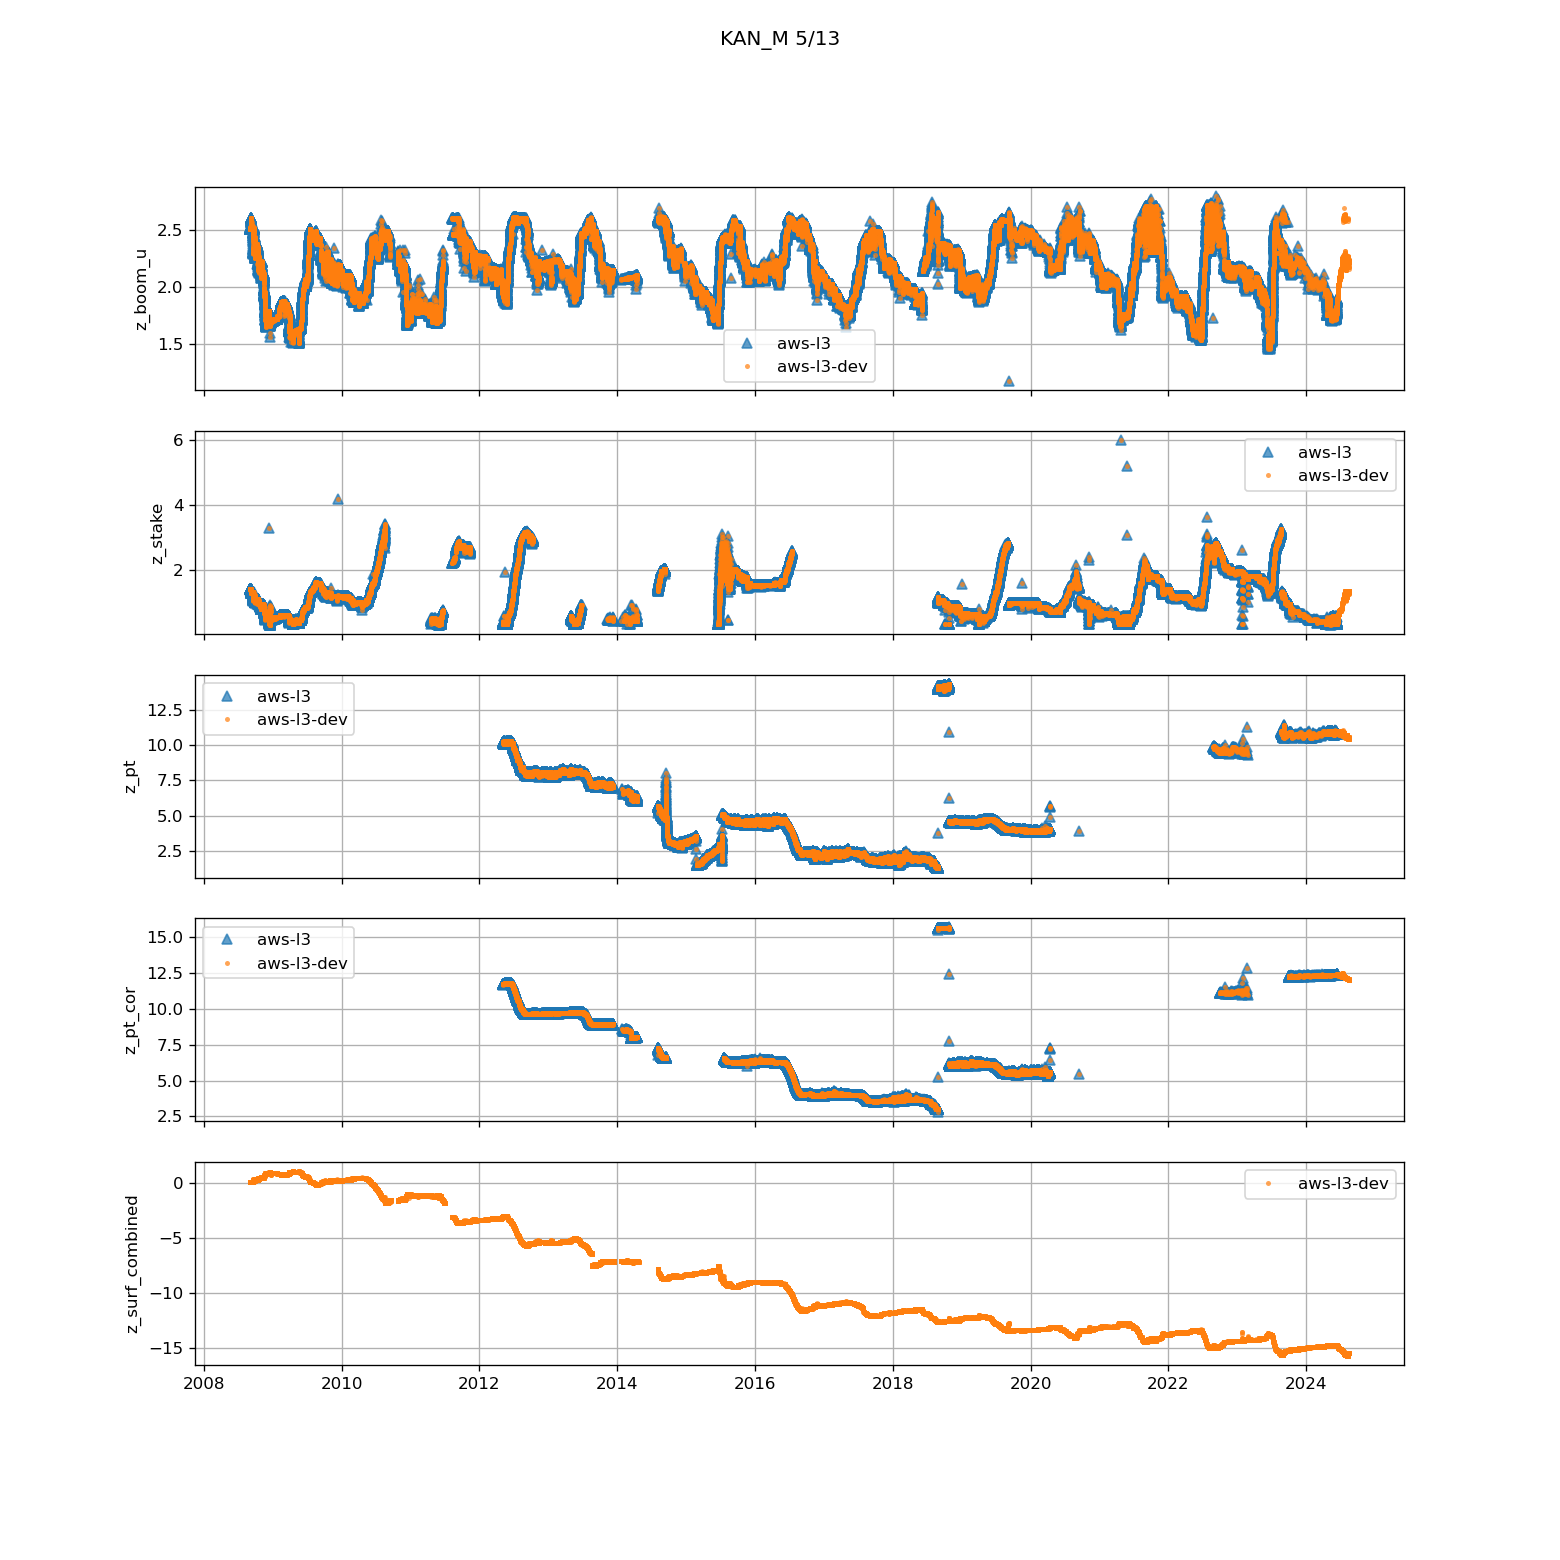 KAN_M 5/13
z_boom_u
2.5
2.0
1.5
aws-l3
aws-l3-dev
z_stake
6
4
2
aws-l3
aws-l3-dev
z_pt
12.5
10.0
7.5
5.0
2.5
aws-l3
aws-l3-dev
z_pt_cor
15.0
12.5
10.0
7.5
5.0
2.5
aws-l3
aws-l3-dev
z_surf_combined
0
−5
−10
−15
aws-l3-dev
2008 2010 2012 2014 2016 2018 2020 2022 2024